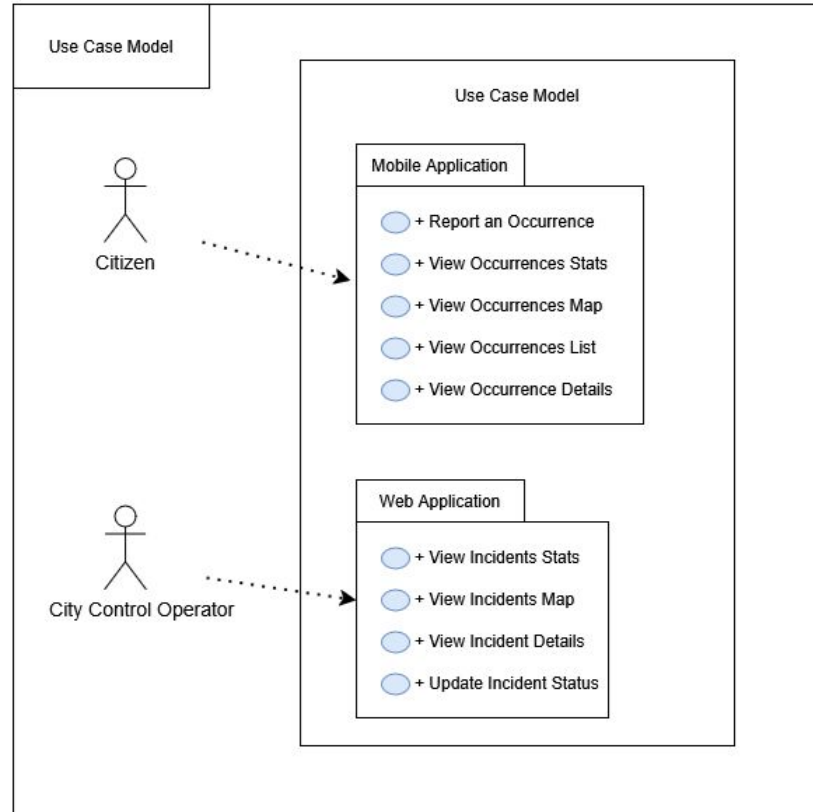 Use Case Model
Use Case Model
Mobile Application
+ Report an Occurrence
+ View Occurrences Stats
+ View Occurrences Map
+ View Occurrences List
+ View Occurrence Details
Citizen
Web Application
+ View Incidents Stats
+ View Incidents Map
+ View Incident Details
+ Update Incident Status
City Control Operator